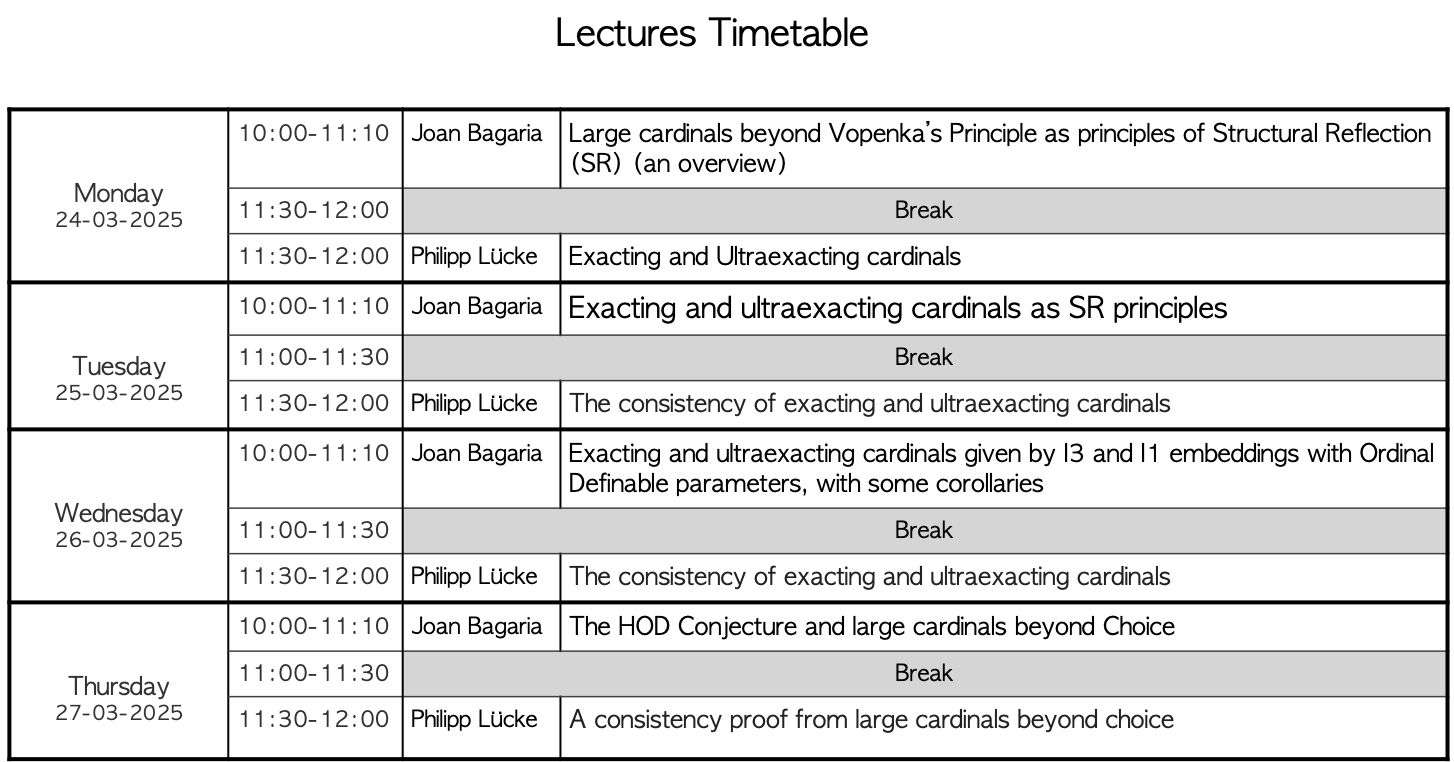 Lectures Timetable
Monday
24-03-2025
10:00-11:10 Joan Bagaria Large cardinals beyond Vopenka’s Principle as principles of Structural Reflection
(SR) (an overview)
11:30-12:00 Break
11:30-12:00 Philipp Lücke Exacting and Ultraexacting cardinals
Tuesday
25-03-2025
10:00-11:10 Joan Bagaria Exacting and ultraexacting cardinals as SR principles
11:00-11:30 Break
11:30-12:00 Philipp Lücke The consistency of exacting and ultraexacting cardinals
Wednesday
26-03-2025
10:00-11:10 Joan Bagaria Exacting and ultraexacting cardinals given by I3 and I1 embeddings with Ordinal
Definable parameters, with some corollaries
11:00-11:30 Break
11:30-12:00 Philipp Lücke The consistency of exacting and ultraexacting cardinals
Thursday
27-03-2025
10:00-11:10 Joan Bagaria The HOD Conjecture and large cardinals beyond Choice
11:00-11:30 Break
11:30-12:00 Philipp Lücke A consistency proof from large cardinals beyond choice